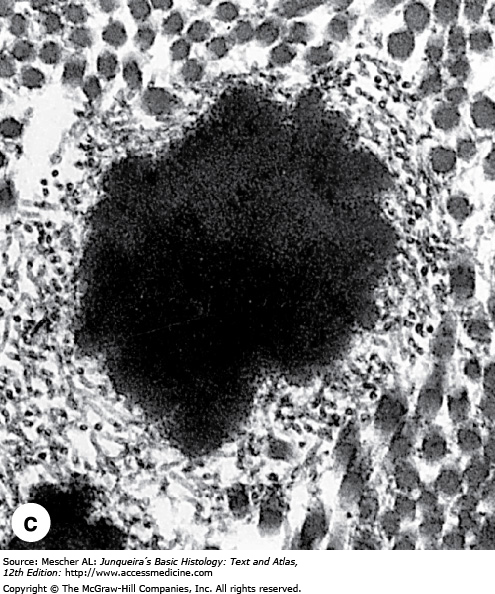 c
Source: Mescher AL: Junqueira´s Basic Histology: Text and Atlas,
12th Edition: http://www.accessmedicine.com
Copyright © The McGraw-Hill Companies, Inc. All rights reserved.